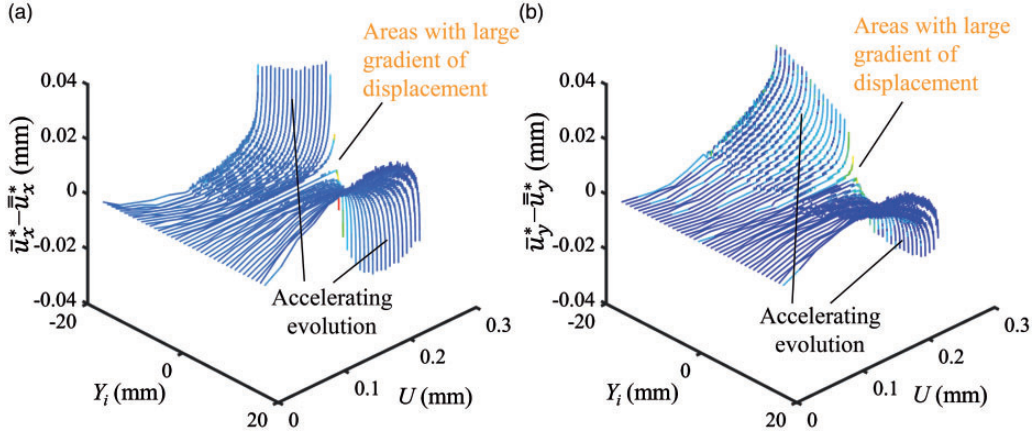 (a)
Areas with large
gradient of
displacement
0.04
0.02
0
-0.02
-0.04
ū*x−ū̄*x (mm)
Accelerating
evolution
-20
0
20
Yi (mm)
0
0.1
0.2
0.3
U (mm)
(b)
Areas with large
gradient of
displacement
0.04
0.02
0
-0.02
-0.04
ū*y−ū̄*y (mm)
Accelerating
evolution
-20
0
20
Yi (mm)
0
0.1
0.2
0.3
U (mm)